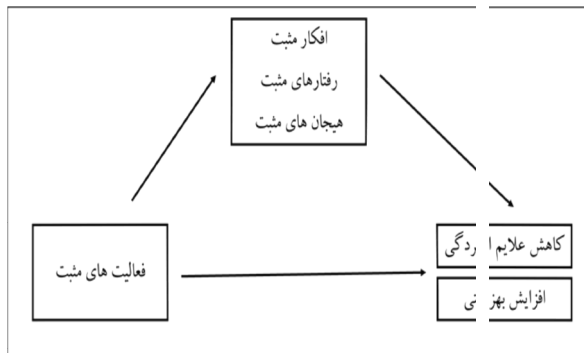 افکار مثبت
رفتارهای مثبت
هیجان های مثبت
فعالیت های مثبت
کاهش علایم
افزایش